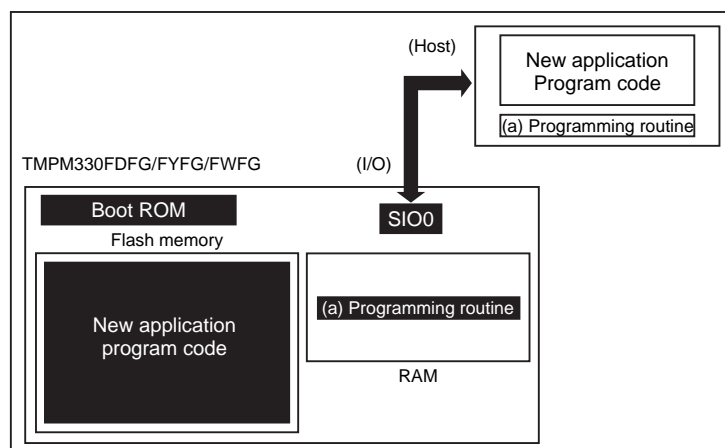 (Host)
New application
Program code
(a) Programming routine
TMPM330FDFG/FYFG/FWFG
(I/O)
Boot ROM
SIO0
Flash memory
New application
program code
(a) Programming routine
RAM